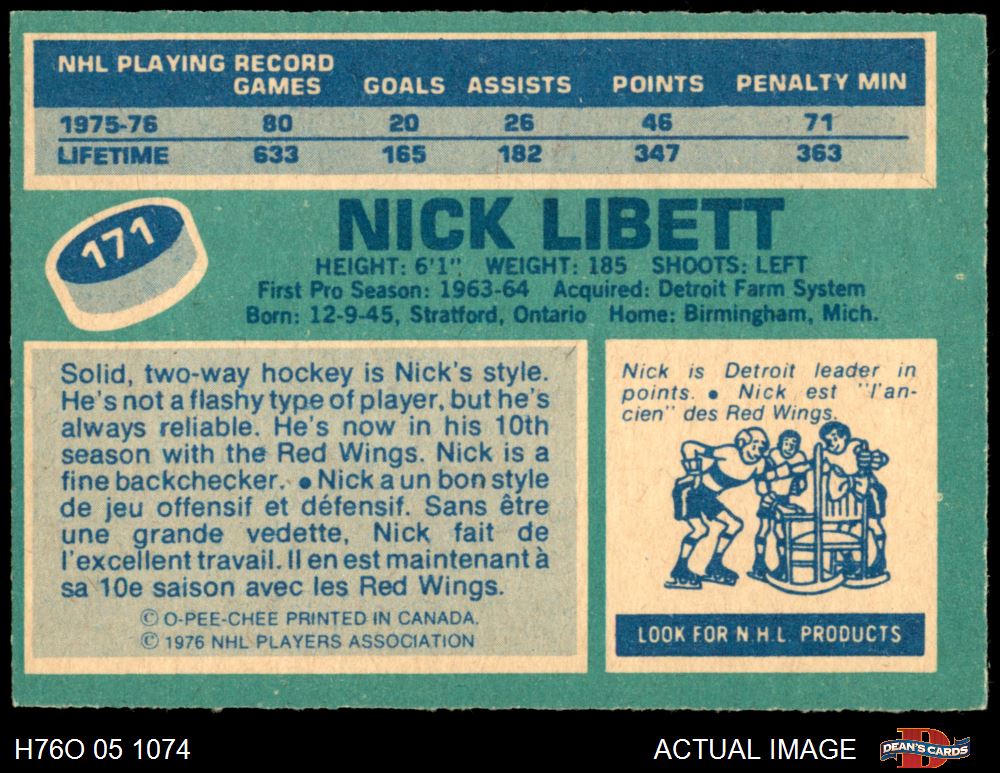 NHL PLAYING RECORD
GAMES GOALS ASSISTS POINTS PENALTY MIN
1975-76 80 20 26 46 71
LIFETIME 633 165 182 347 363
171
NICK LIBETT
HEIGHT: 6'1" WEIGHT: 185 SHOOTS: LEFT
First Pro Season: 1963-64 Acquired: Detroit Farm System
Born: 12-9-45, Stratford, Ontario Home: Birmingham, Mich.
Solid, two-way hockey is Nick's style.
He's not a flashy type of player, but he's
always reliable. He's now in his 10th
season with the Red Wings. Nick is a
fine backchecker. • Nick a un bon style
de jeu offensif et défensif. Sans être
une grande vedette, Nick fait de
l'excellent travail. Il en est maintenant à
sa 10e saison avec les Red Wings.
© O-PEE-CHEE PRINTED IN CANADA.
© 1976 NHL PLAYERS ASSOCIATION
Nick is Detroit leader in
points. • Nick est "l'an-
cien" des Red Wings.
LOOK FOR N.H.L. PRODUCTS
H76O 05 1074
ACTUAL IMAGE
DEAN'S CARDS